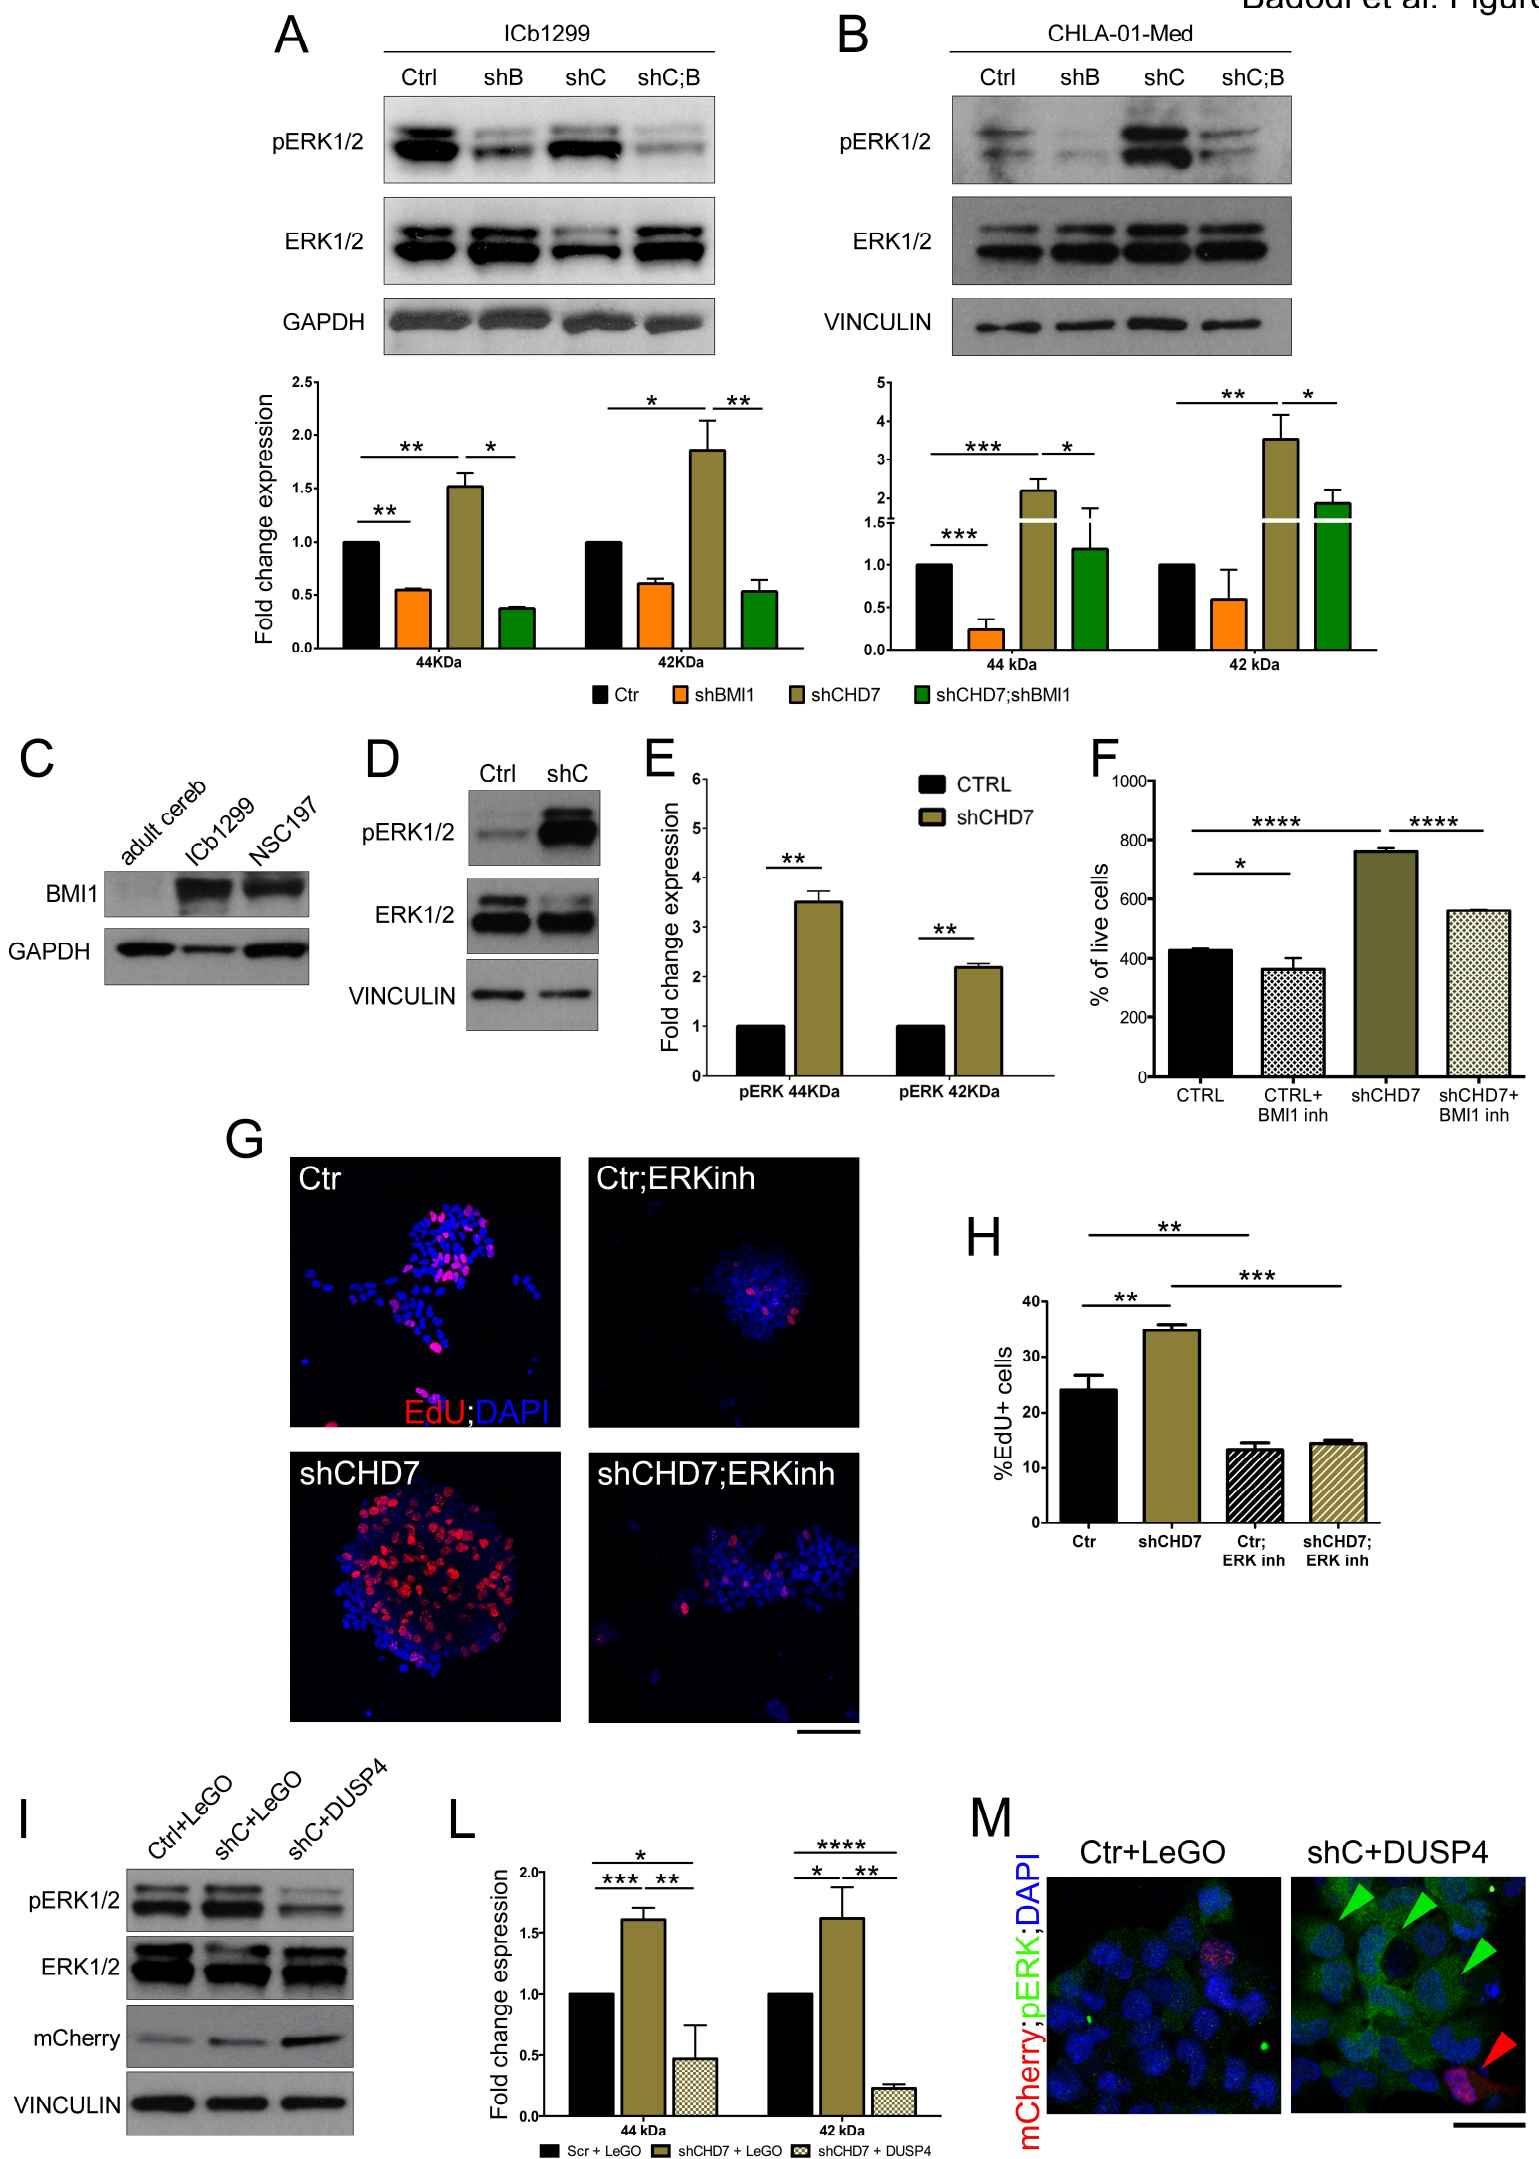 Badodi et al. Figure
A
ICb1299
Ctrl shB shC shC;B
pERK1/2
ERK1/2
GAPDH
Fold change expression
2.5
2.0
1.5
1.0
0.5
0.0
** ** * * **
44KDa 42KDa
B
CHLA-01-Med
Ctrl shB shC shC;B
pERK1/2
ERK1/2
VINCULIN
5
4
3
2
1.5
1.0
0.5
0.0
*** *** * ** *
44 kDa 42 kDa
Ctr shBMI1 shCHD7 shCHD7;shBMI1
C
adult cereb ICb1299 NSC197
BMI1
GAPDH
D
Ctrl shC
pERK1/2
ERK1/2
VINCULIN
E
Fold change expression
6
5
4
3
2
1
0
CTRL
shCHD7
** **
pERK 44KDa pERK 42KDa
F
% of live cells
1000
800
600
400
200
0
**** ****
*
CTRL CTRL+ shCHD7 shCHD7+
BMI1 inh BMI1 inh
G
Ctr Ctr;ERKinh
EdU;DAPI
shCHD7 shCHD7;ERKinh
H
**
***
**
%EdU+ cells
40
30
20
10
0
Ctr shCHD7 Ctr; shCHD7;
ERK inh ERK inh
I
Ctrl+LeGO shC+LeGO shC+DUSP4
pERK1/2
ERK1/2
mCherry
VINCULIN
L
Fold change espression
2.0
1.5
1.0
0.5
0.0
* ****
*** ** * **
44 kDa 42 kDa
Scr + LeGO shCHD7 + LeGO shCHD7 + DUSP4
M
Ctr+LeGO shC+DUSP4
mCherry;pERK;DAPI